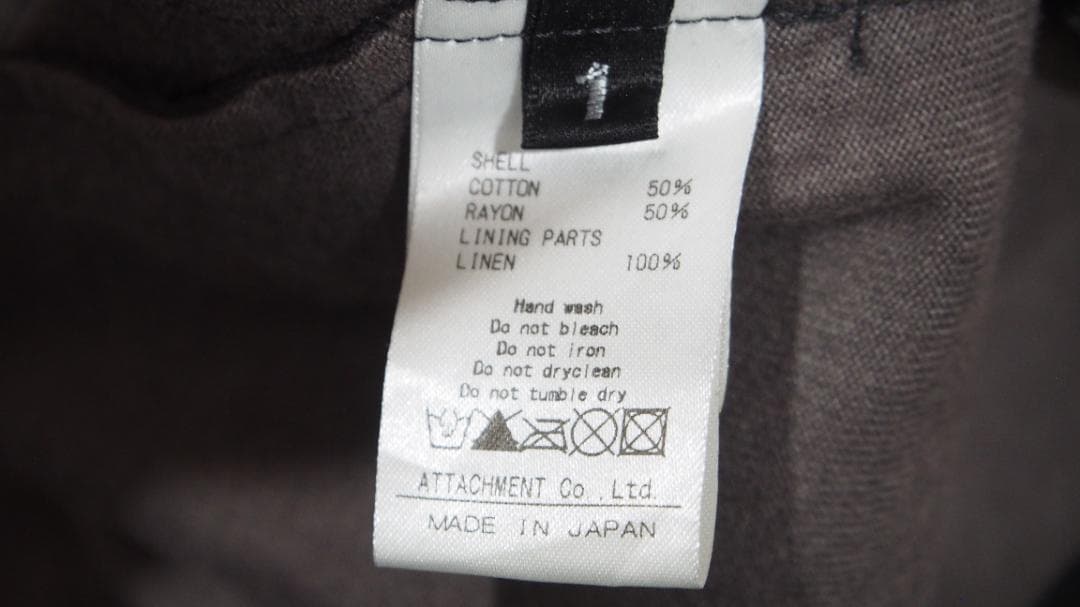 1
SHELL
COTTON 50%
RAYON 50%
LINING PARTS
LINEN 100%
Hand wash
Do not bleach
Do not iron
Do not dryclean
Do not tumble dry
ATTACHMENT Co.,Ltd.
MADE IN JAPAN